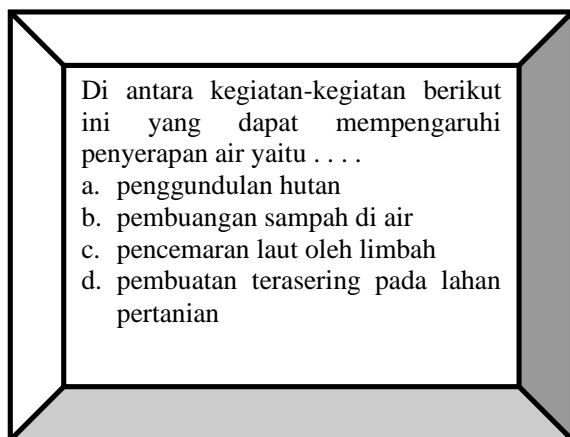 Di antara kegiatan-kegiatan berikut
ini yang dapat mempengaruhi
penyerapan air yaitu . . . .
a. penggundulan hutan
b. pembuangan sampah di air
c. pencemaran laut oleh limbah
d. pembuatan terasering pada lahan
pertanian